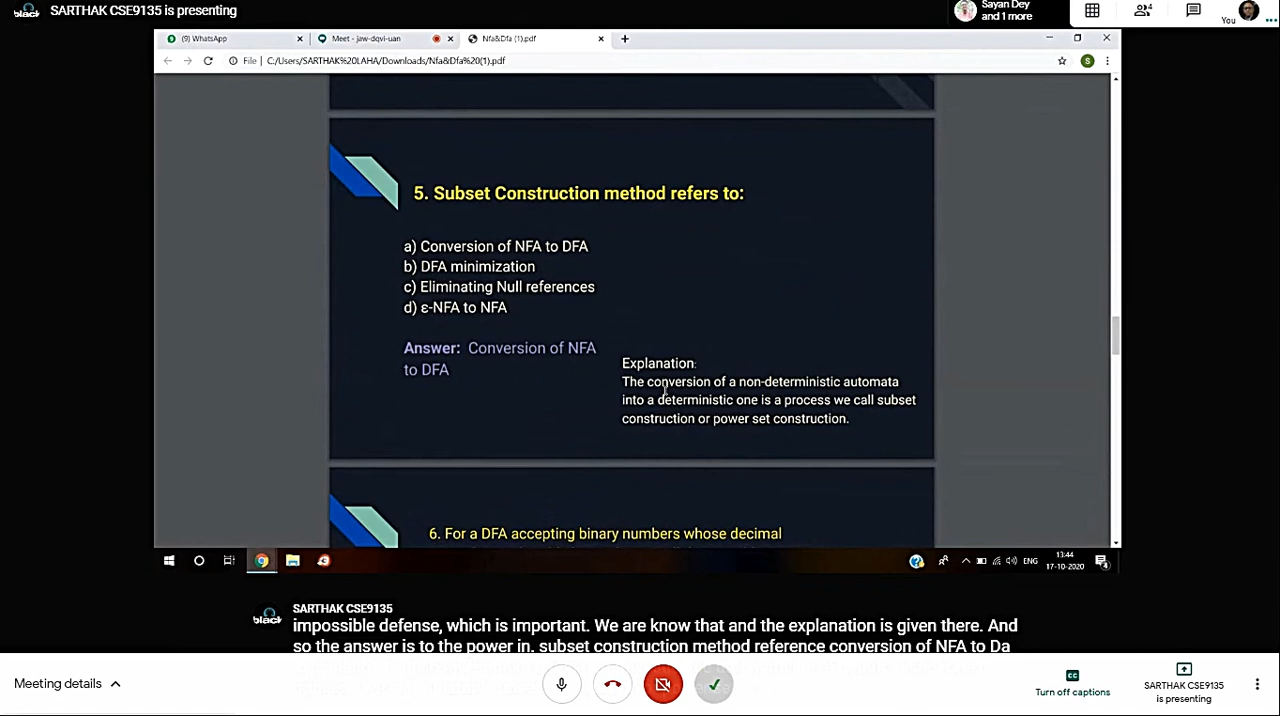 black
SARTHAK CSE9135 is presenting
Sayan Dey
and 1 more
4
You
(9) WhatsApp
Meet - jaw-dqvi-uan
Nfa&Dfa (1).pdf
File | C:/Users/SARTHAK%20LAHA/Downloads/Nfa&Dfa%20(1).pdf
S
5. Subset Construction method refers to:
a) Conversion of NFA to DFA
b) DFA minimization
c) Eliminating Null references
d) ε-NFA to NFA
Answer: Conversion of NFA
to DFA
Explanation:
The conversion of a non-deterministic automata
into a deterministic one is a process we call subset
construction or power set construction.
6. For a DFA accepting binary numbers whose decimal
ENG
13:44
17-10-2020
black
SARTHAK CSE9135
impossible defense, which is important. We are know that and the explanation is given there. And
so the answer is to the power in. subset construction method reference conversion of NFA to Da
Meeting details
CC
Turn off captions
SARTHAK CSE9135
is presenting